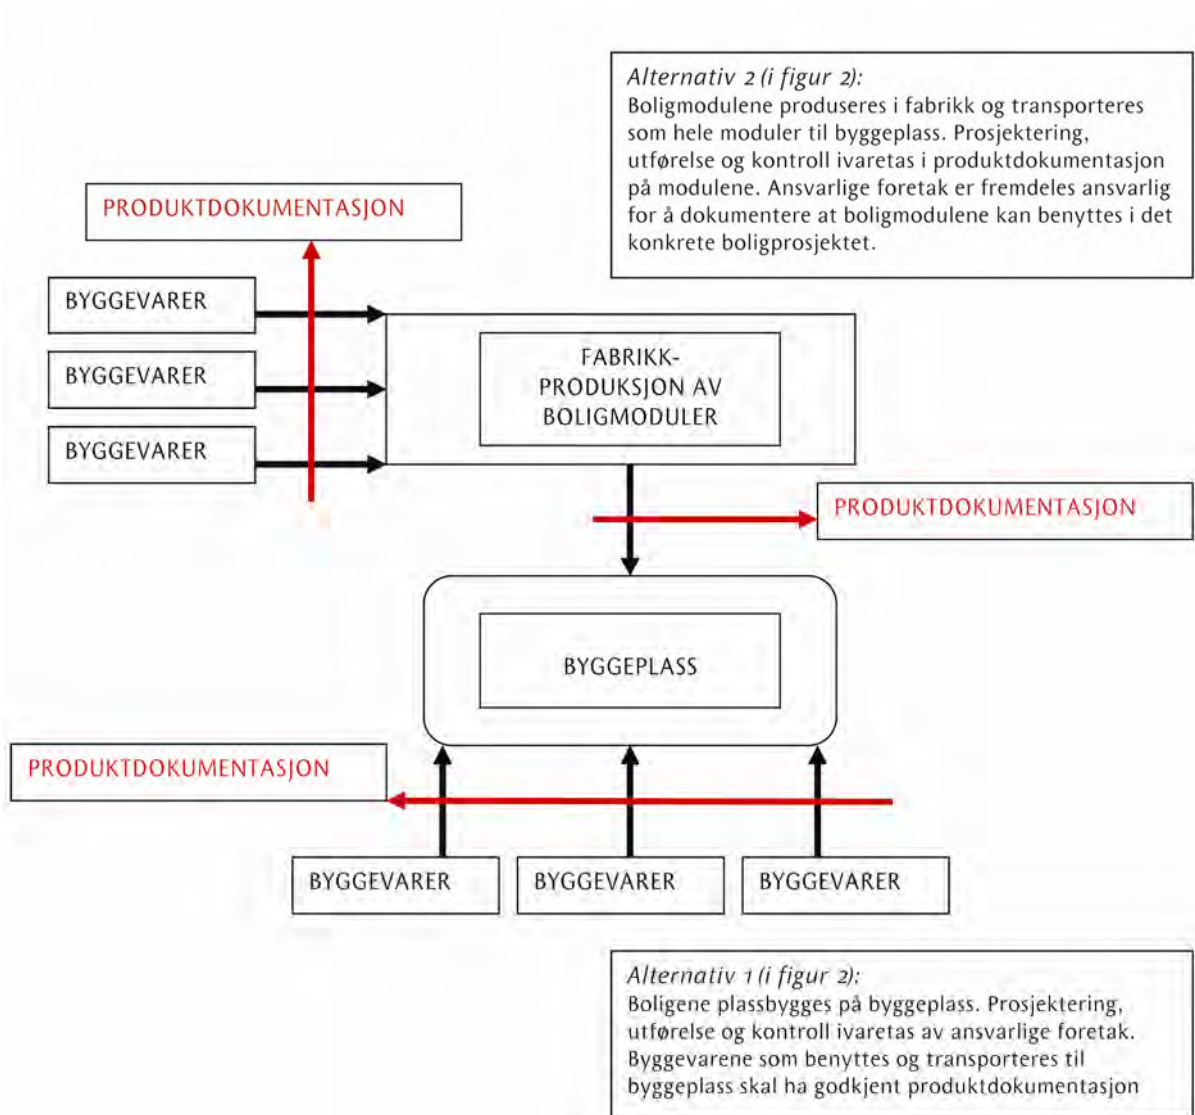 Alternativ 2 (i figur 2):
Boligmodulene produseres i fabrikk og transporteres
som hele moduler til byggeplass. Prosjektering,
utførelse og kontroll ivaretas i produktdokumentasjon
på modulene. Ansvarlige foretak er fremdeles ansvarlig
for å dokumentere at boligmodulene kan benyttes i det
konkrete boligprosjektet.
PRODUKTDOKUMENTASJON
BYGGEVARER
BYGGEVARER
BYGGEVARER
FABRIKK-
PRODUKSJON AV
BOLIGMODULER
PRODUKTDOKUMENTASJON
BYGGEPLASS
PRODUKTDOKUMENTASJON
BYGGEVARER
BYGGEVARER
BYGGEVARER
Alternativ 1 (i figur 2):
Boligene plassbygges på byggeplass. Prosjektering,
utførelse og kontroll ivaretas av ansvarlige foretak.
Byggevarene som benyttes og transporteres til
byggeplass skal ha godkjent produktdokumentasjon